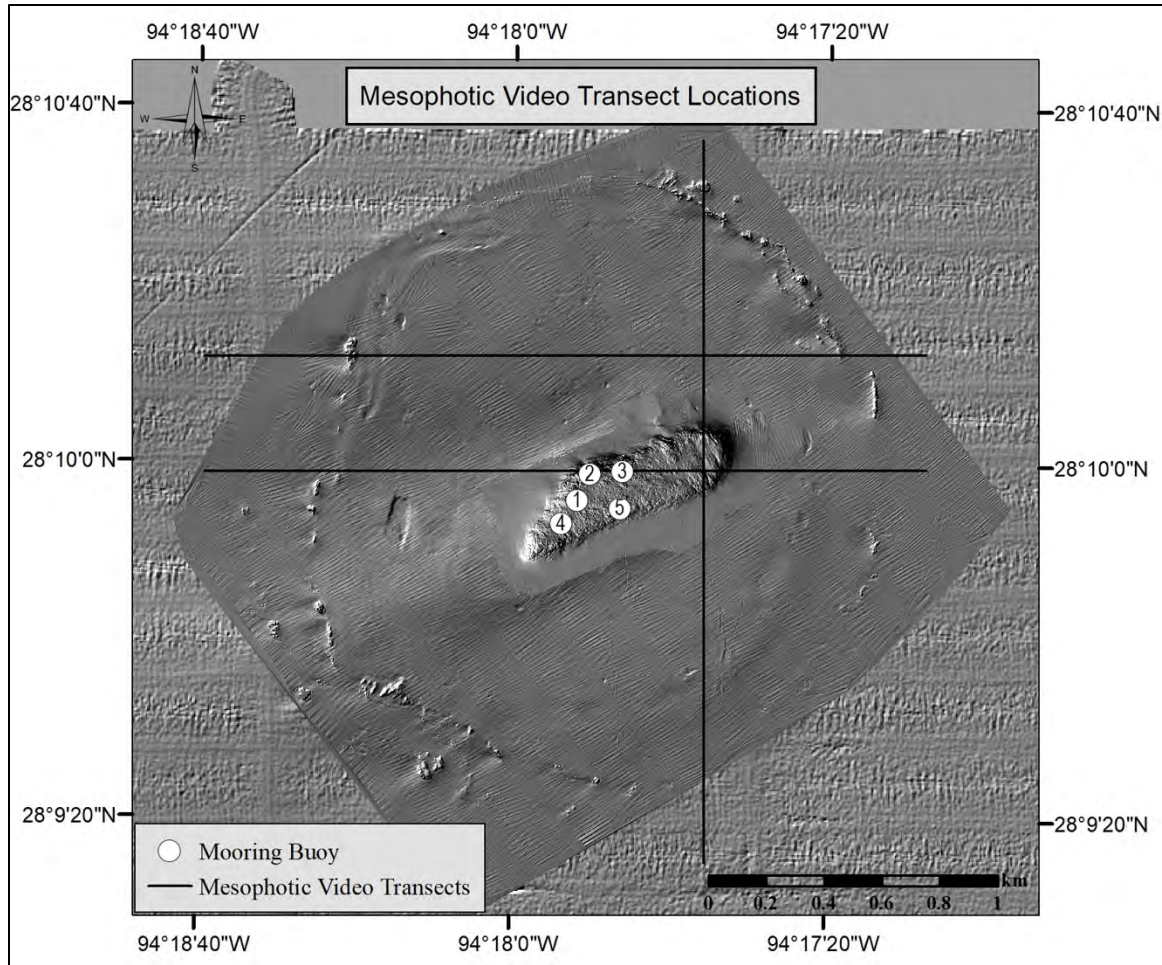 94°18'40"W 94°18'0"W 94°17'20"W
Mesophotic Video Transect Locations
28°10'40"N 28°10'40"N
N
W E
S
28°10'0"N 28°10'0"N
2 3
1
4 5
28°9'20"N 28°9'20"N
Mooring Buoy
Mesophotic Video Transects
km
0 0.2 0.4 0.6 0.8 1
94°18'40"W 94°18'0"W 94°17'20"W